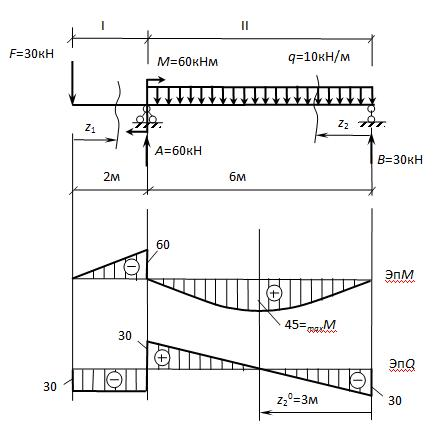 I
II
F=30кН
M=60кНм
q=10кН/м
z1
z2
A=60кН
B=30кН
2м
6м
60
ЭпM
45=maxM
30
ЭпQ
30
z2⁰=3м
30